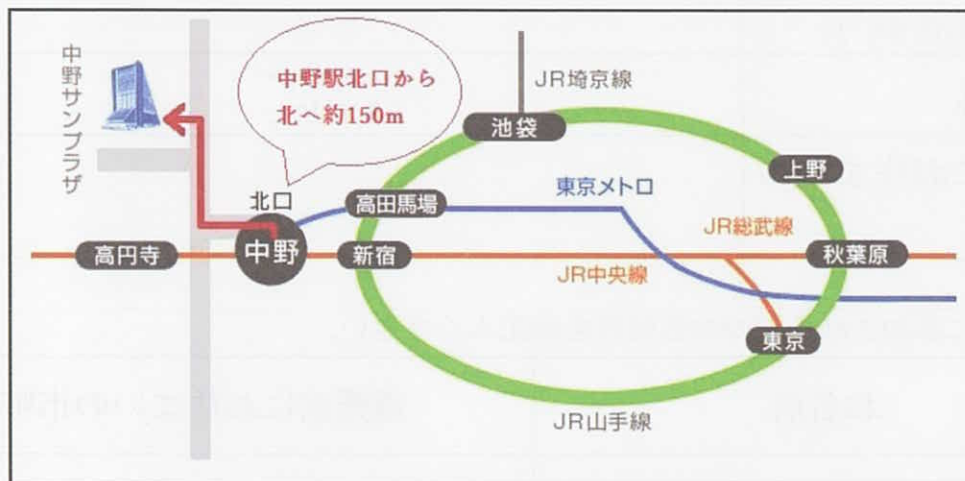 中野サンプラザ
中野駅北口から
北へ約150m
JR埼京線
池袋
上野
北口
高田馬場
東京メトロ
JR総武線
高円寺
中野
新宿
JR中央線
秋葉原
東京
JR山手線